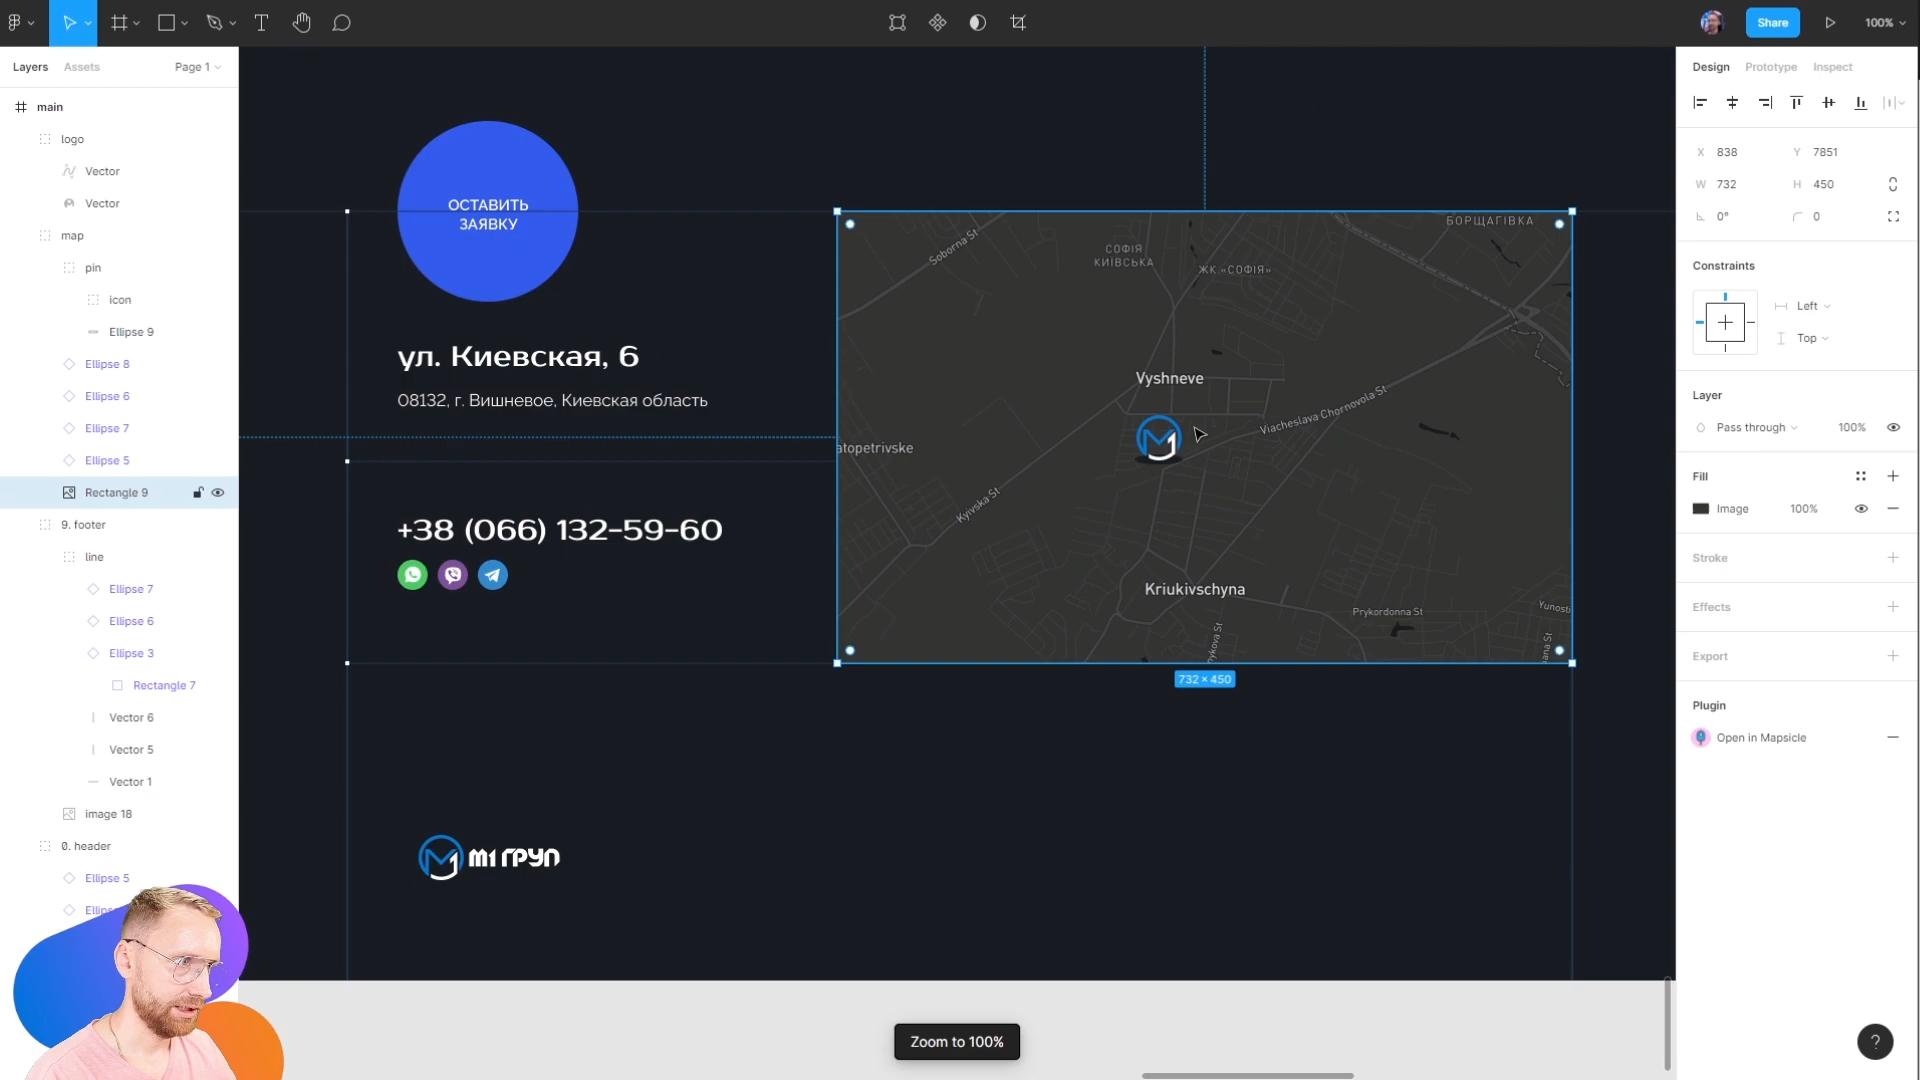 Share
100%
Layers
Assets
Page 1
main
logo
Vector
Vector
map
pin
icon
Ellipse 9
Ellipse 8
Ellipse 6
Ellipse 7
Ellipse 5
Rectangle 9
9. footer
line
Ellipse 7
Ellipse 6
Ellipse 3
Rectangle 7
Vector 6
Vector 5
Vector 1
image 18
0. header
Ellipse 5
ОСТАВИТЬ
ЗАЯВКУ
ул. Киевская, 6
08132, г. Вишневое, Киевская область
+38 (066) 132-59-60
М1 ГРУП
БОРЩАГІВКА
Soborna St
СОФІЯ
КИЇВСЬКА
ЖК «СОФІЯ»
Vyshneve
Viacheslava Chornovola St
atopetrivske
Kyivska St
Kriukivschyna
Prykordonna St
Yunosti
732 × 450
Zoom to 100%
Design
Prototype
Inspect
X 838
Y 7851
W 732
H 450
0°
0
Constraints
Left
Top
Layer
Pass through
100%
Fill
Image
100%
Stroke
Effects
Export
Plugin
Open in Mapsicle
?